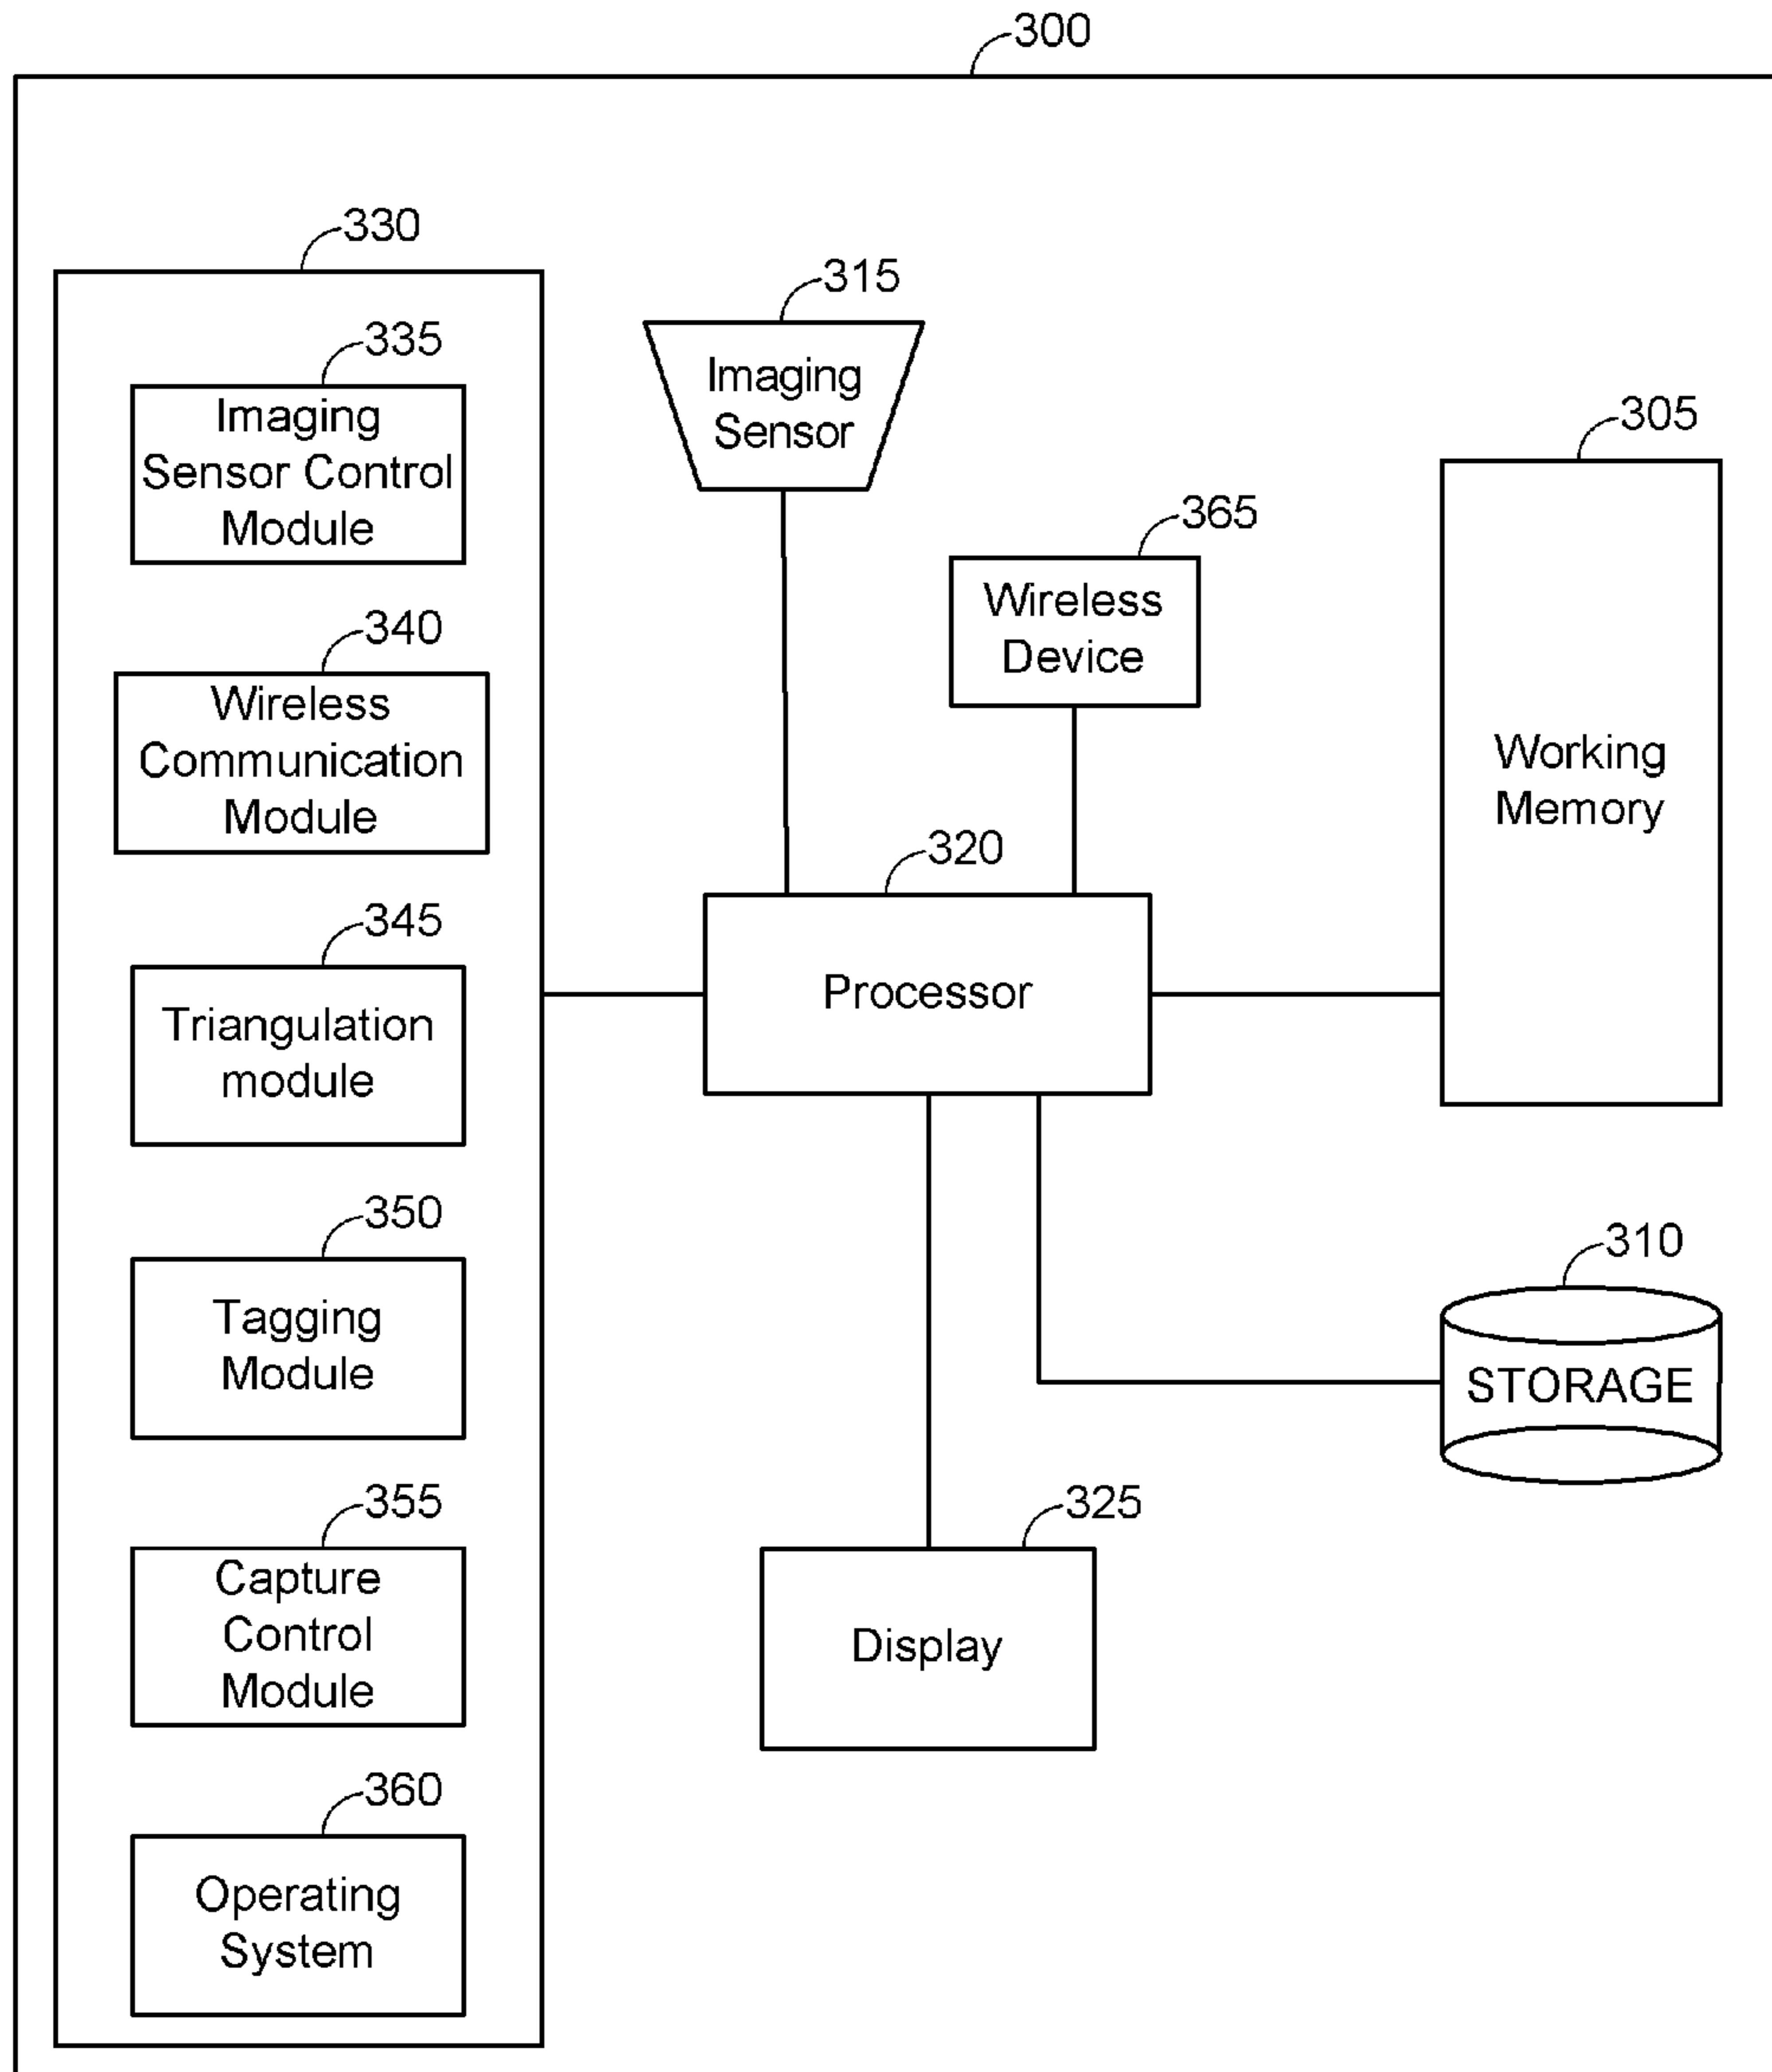 300
330
335
Imaging
Sensor Control
Module
340
Wireless
Communication
Module
345
Triangulation
module
350
Tagging
Module
355
Capture
Control
Module
360
Operating
System
315
Imaging
Sensor
365
Wireless
Device
320
Processor
325
Display
305
Working
Memory
310
STORAGE